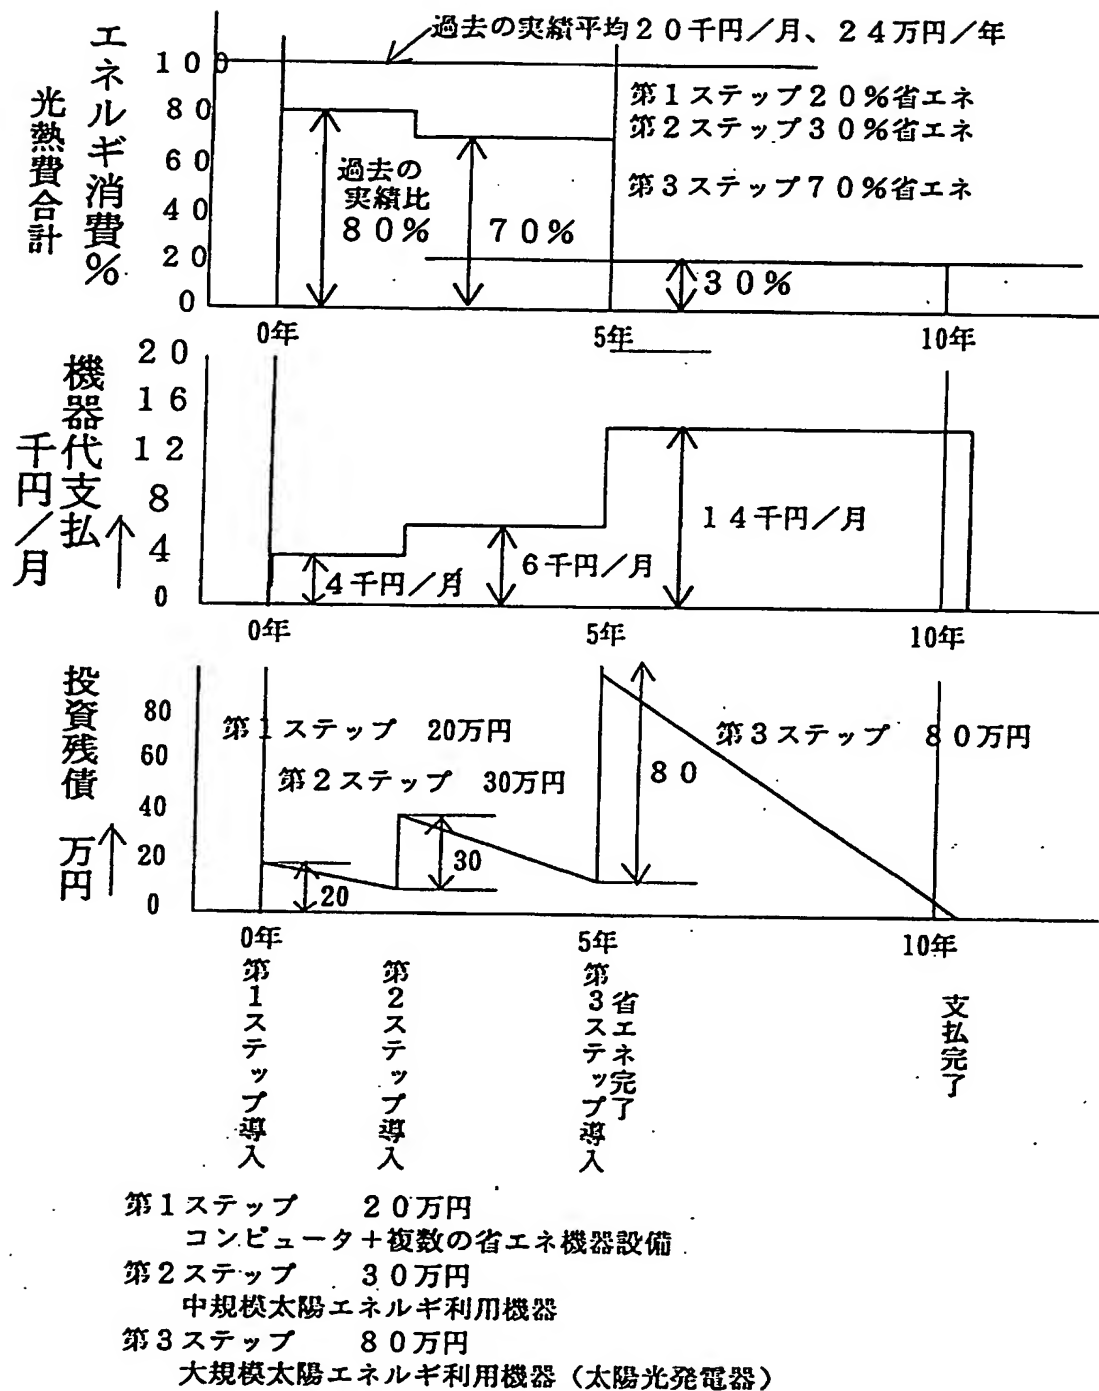 過去の実績平均20千円/月、24万円/年
エネルギ消費%
光熱費合計
100
80
60
40
20
0
第1ステップ20%省エネ
第2ステップ30%省エネ
第3ステップ70%省エネ
過去の
実績比
80%
70%
30%
0年
5年
10年
機器代支払
千円/月
20
16
12
8
4
0
4千円/月
6千円/月
14千円/月
0年
5年
10年
投資残債
万円
80
60
40
20
0
第1ステップ 20万円
第2ステップ 30万円
第3ステップ 80万円
20
30
80
0年
5年
10年
第1ステップ導入
第2ステップ導入
第3ステップ導入
省エネ完了
支払完了
第1ステップ 20万円
コンピュータ+複数の省エネ機器設備
第2ステップ 30万円
中規模太陽エネルギ利用機器
第3ステップ 80万円
大規模太陽エネルギ利用機器(太陽光発電器)